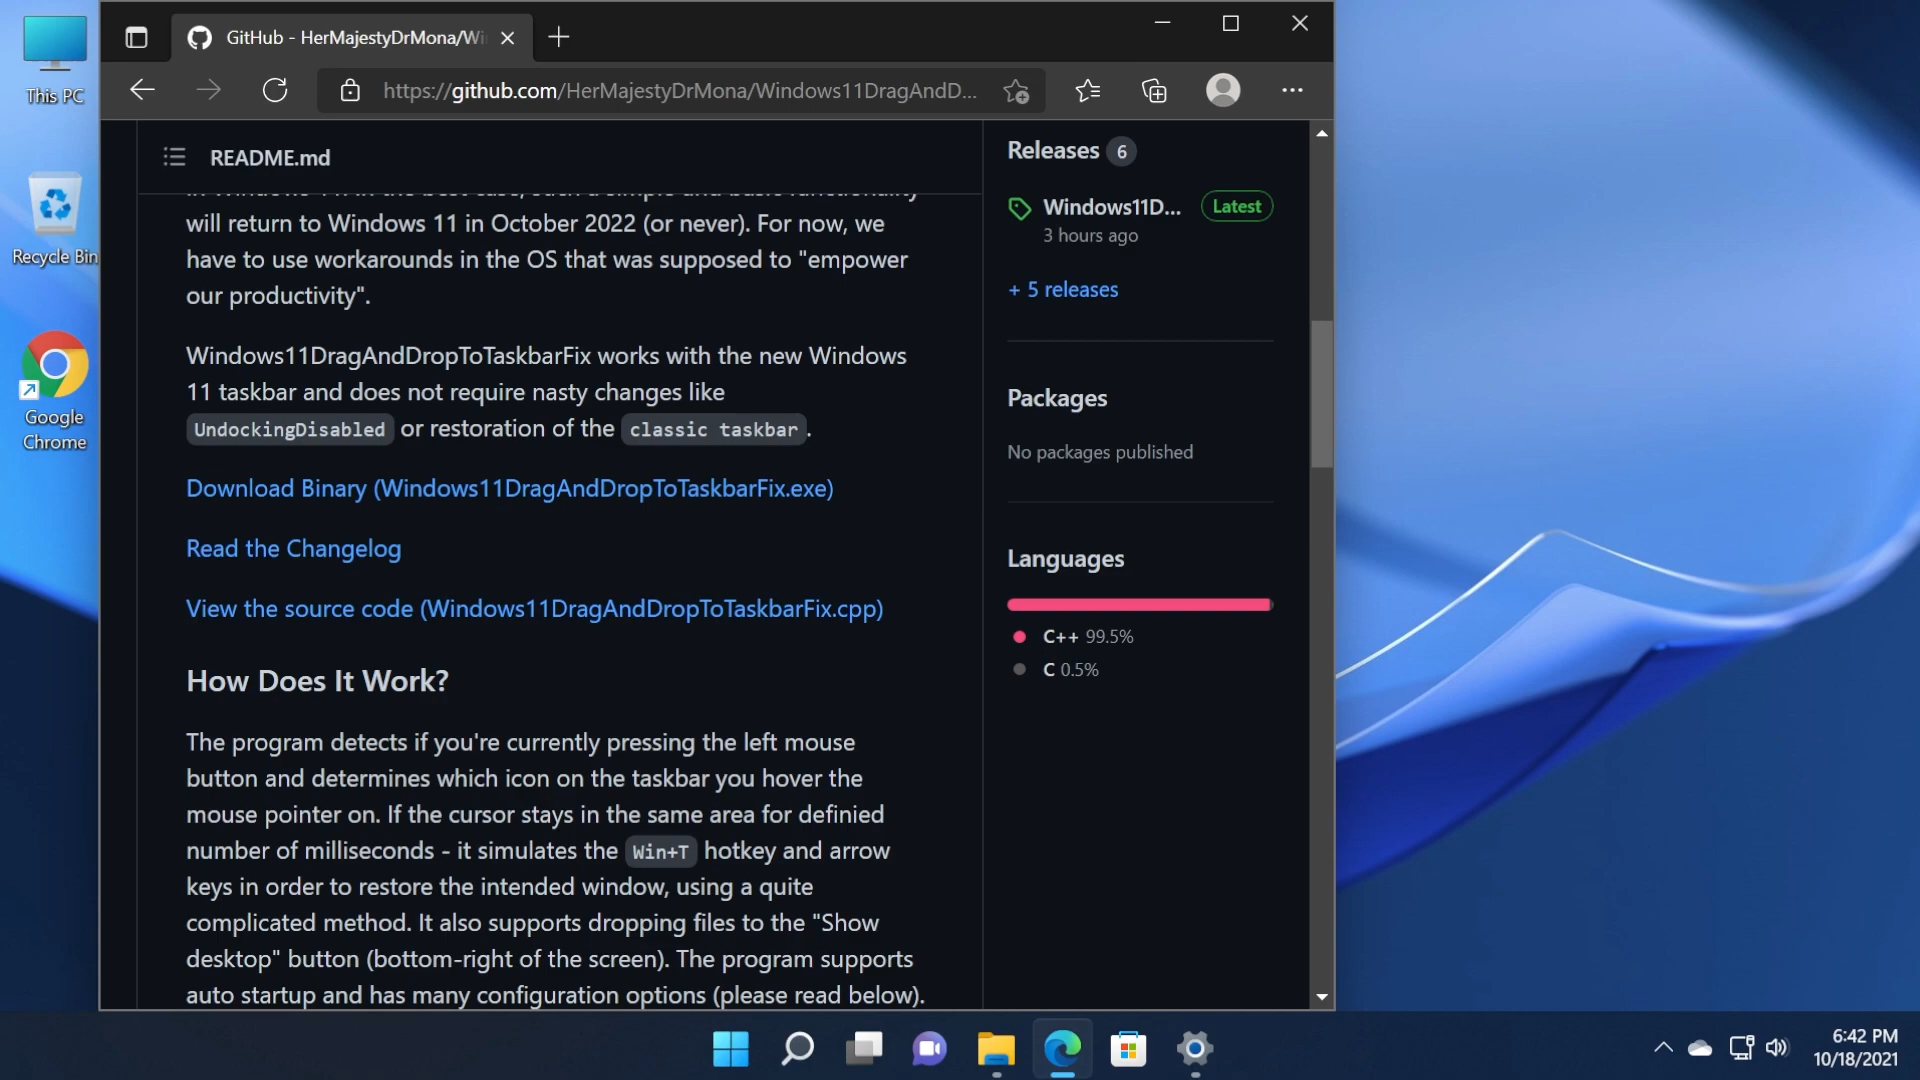 This PC
Recycle Bin
Google
Chrome
GitHub - HerMajestyDrMona/Wi
https://github.com/HerMajestyDrMona/Windows11DragAndD...
README.md
will return to Windows 11 in October 2022 (or never). For now, we
have to use workarounds in the OS that was supposed to "empower
our productivity".
Windows11DragAndDropToTaskbarFix works with the new Windows
11 taskbar and does not require nasty changes like
UndockingDisabled or restoration of the classic taskbar.
Download Binary (Windows11DragAndDropToTaskbarFix.exe)
Read the Changelog
View the source code (Windows11DragAndDropToTaskbarFix.cpp)
How Does It Work?
The program detects if you're currently pressing the left mouse
button and determines which icon on the taskbar you hover the
mouse pointer on. If the cursor stays in the same area for definied
number of milliseconds - it simulates the Win+T hotkey and arrow
keys in order to restore the intended window, using a quite
complicated method. It also supports dropping files to the "Show
desktop" button (bottom-right of the screen). The program supports
auto startup and has many configuration options (please read below).
Releases 6
Windows11D... Latest
3 hours ago
+ 5 releases
Packages
No packages published
Languages
C++ 99.5%
C 0.5%
6:42 PM
10/18/2021